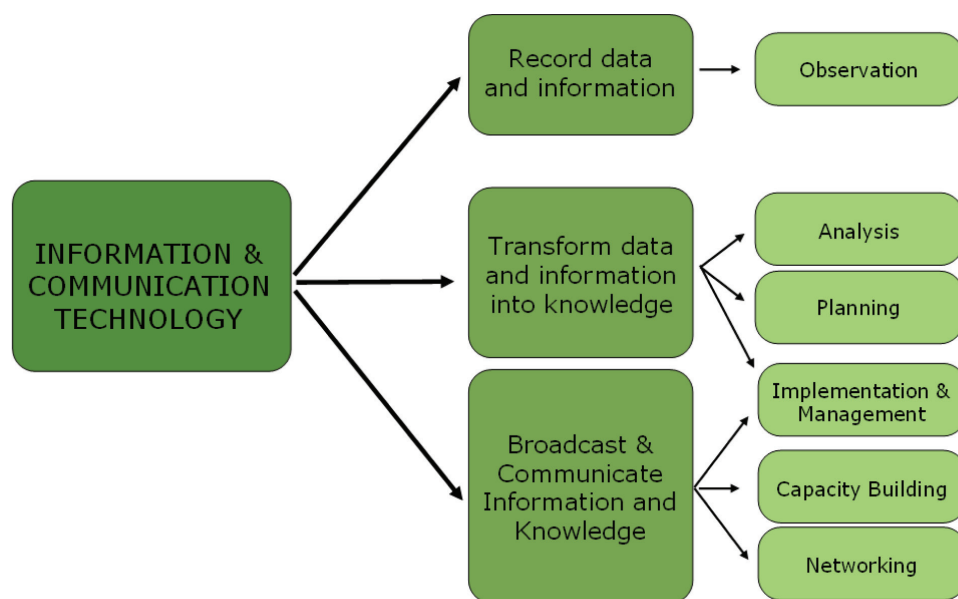 INFORMATION &
COMMUNICATION
TECHNOLOGY
Record data
and information
Observation
Transform data
and information
into knowledge
Analysis
Planning
Broadcast &
Communicate
Information and
Knowledge
Implementation &
Management
Capacity Building
Networking